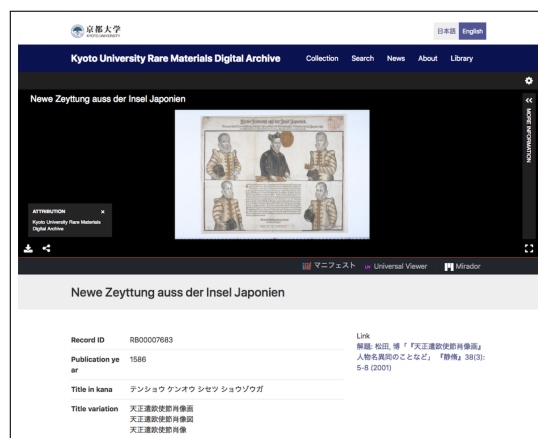 京都大学
KYOTO UNIVERSITY
日本語 English
Kyoto University Rare Materials Digital Archive Collection Search News About Library
Newe Zeyttung auss der Insel Japonien
MORE INFORMATION
ATTRIBUTION ×
Kyoto University Rare Materials
Digital Archive
マニフェスト UV Universal Viewer Mirador
Newe Zeyttung auss der Insel Japonien
Record ID RB00007683
Publication ye
ar
1586
Title in kana テンショウ ケンオウ シセツ ショウゾウガ
Title variation 天正遣欧使節肖像画
天正遣欧使節肖像図
天正遣欧使節肖像
Link
解題: 松田, 博「『天正遣欧使節肖像画』
人物名異同のことなど」 『静脩』 38(3):
5-8 (2001)